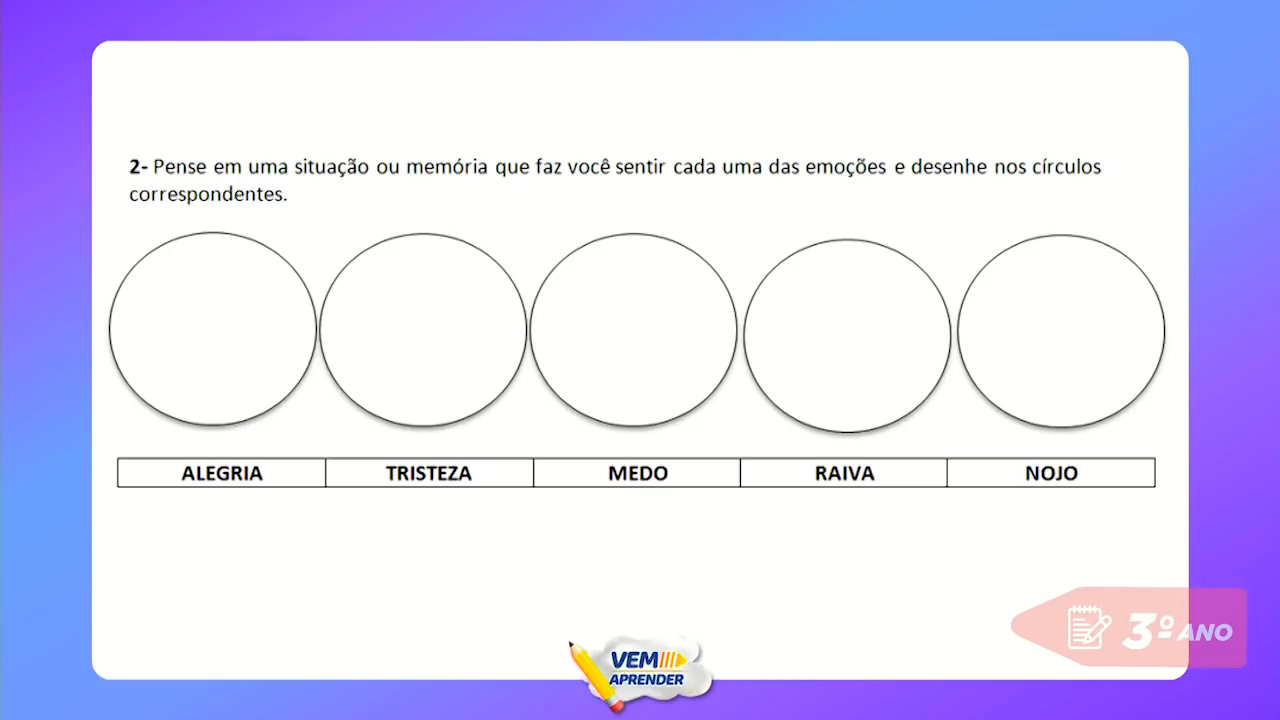 2- Pense em uma situação ou memória que faz você sentir cada uma das emoções e desenhe nos círculos
correspondentes.
ALEGRIA TRISTEZA MEDO RAIVA NOJO
3º ANO
VEM
APRENDER